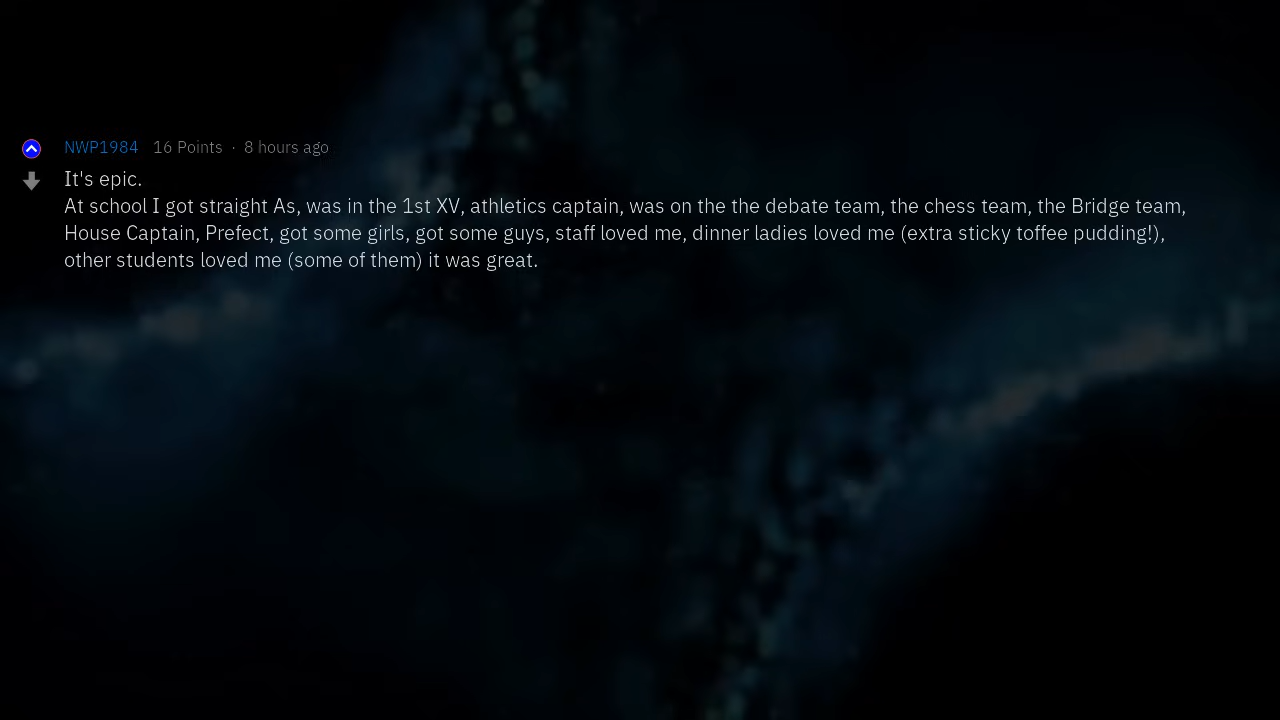 NWP1984 16 Points · 8 hours ago
It's epic.
At school I got straight As, was in the 1st XV, athletics captain, was on the the debate team, the chess team, the Bridge team,
House Captain, Prefect, got some girls, got some guys, staff loved me, dinner ladies loved me (extra sticky toffee pudding!),
other students loved me (some of them) it was great.